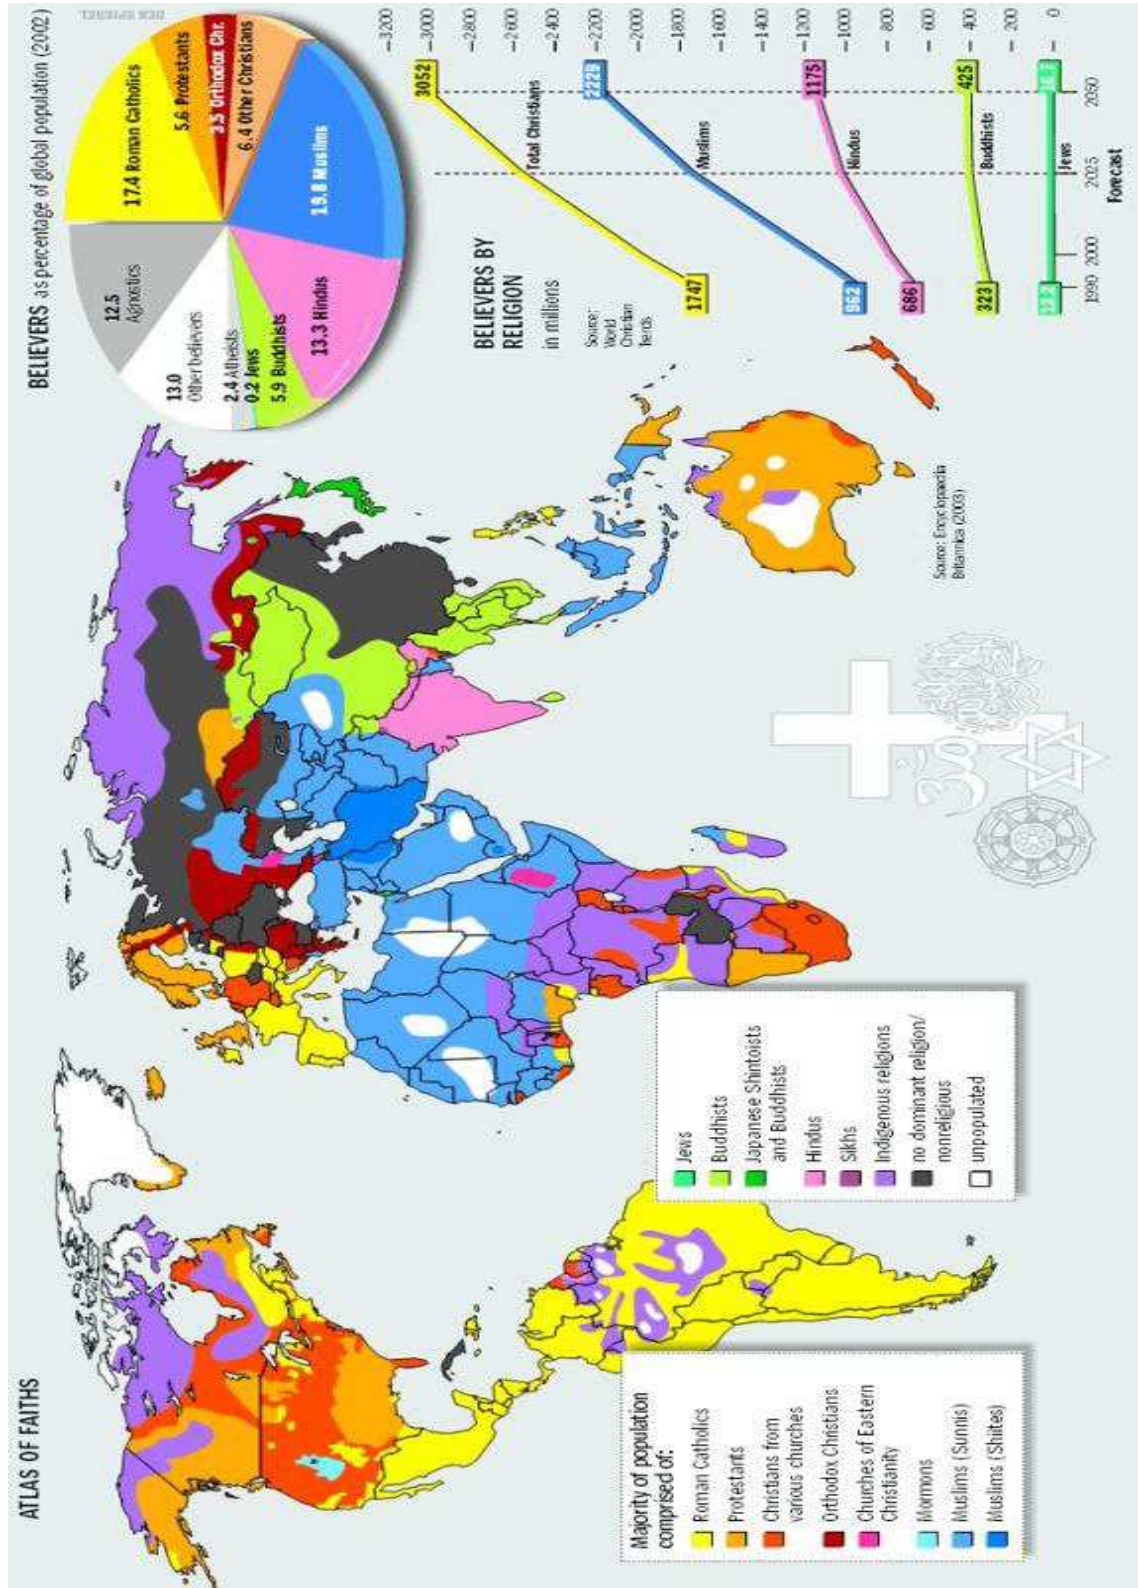 ATLAS OF FAITHS
BELIEVERS as percentage of global population (2002)
17.4 Roman Catholics
5.6 Protestants
3.5 Orthodox Chr.
6.4 Other Christians
19.8 Muslims
13.3 Hindus
5.9 Buddhists
0.2 Jews
2.4 Atheists
13.0
Other believers
12.5
Agnostics
DER SPIEGEL
BELIEVERS BY
RELIGION
in millions
Source:
World
Christian
Trends
3200
3000
2800
2600
2400
2200
2000
1800
1600
1400
1200
1000
800
600
400
200
0
1747
Total Christians
3052
962
Muslims
2229
686
Hindus
1175
323
Buddhists
425
Jews
1990
2000
2025
2050
Forecast
Source: Encyclopaedia
Britannica (2003)
Majority of population
comprised of:
Roman Catholics
Protestants
Christians from
various churches
Orthodox Christians
Churches of Eastern
Christianity
Mormons
Muslims (Sunnis)
Muslims (Shiites)
Jews
Buddhists
Japanese Shintoists
and Buddhists
Hindus
Sikhs
Indigenous religions
no dominant religion/
nonreligious
unpopulated
ॐ